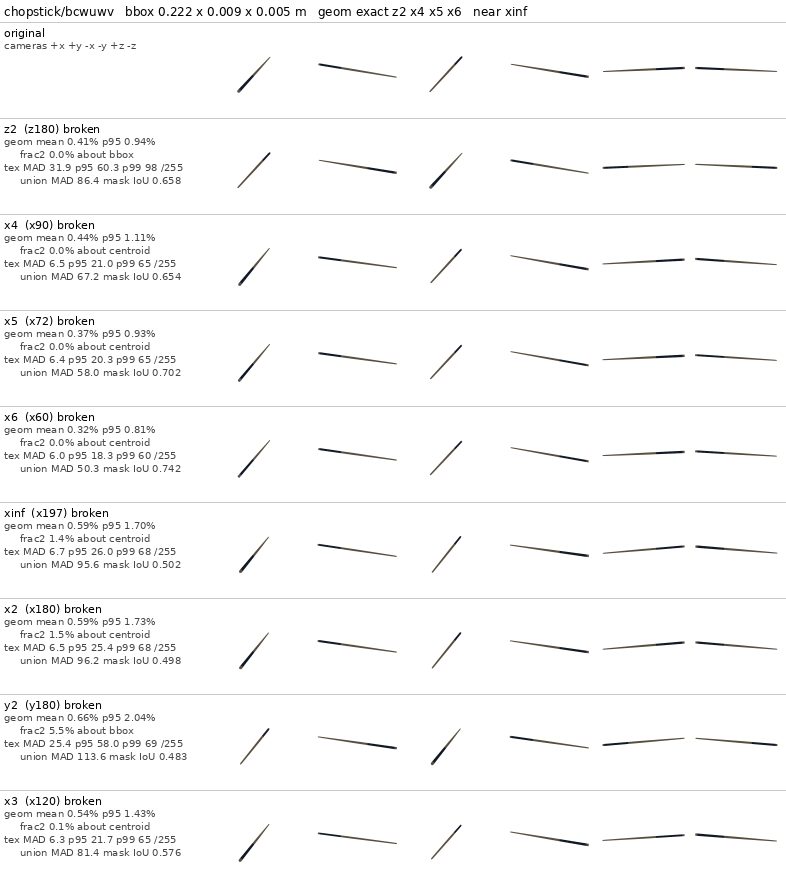 chopstick/bcwuwv bbox 0.222 x 0.009 x 0.005 m geom exact z2 x4 x5 x6 near xinf
original
cameras +x +y -x -y +z -z
z2 (z180) broken
geom mean 0.41% p95 0.94%
frac2 0.0% about bbox
tex MAD 31.9 p95 60.3 p99 98 /255
union MAD 86.4 mask IoU 0.658
x4 (x90) broken
geom mean 0.44% p95 1.11%
frac2 0.0% about centroid
tex MAD 6.5 p95 21.0 p99 65 /255
union MAD 67.2 mask IoU 0.654
x5 (x72) broken
geom mean 0.37% p95 0.93%
frac2 0.0% about centroid
tex MAD 6.4 p95 20.3 p99 65 /255
union MAD 58.0 mask IoU 0.702
x6 (x60) broken
geom mean 0.32% p95 0.81%
frac2 0.0% about centroid
tex MAD 6.0 p95 18.3 p99 60 /255
union MAD 50.3 mask IoU 0.742
xinf (x197) broken
geom mean 0.59% p95 1.70%
frac2 1.4% about centroid
tex MAD 6.7 p95 26.0 p99 68 /255
union MAD 95.6 mask IoU 0.502
x2 (x180) broken
geom mean 0.59% p95 1.73%
frac2 1.5% about centroid
tex MAD 6.5 p95 25.4 p99 68 /255
union MAD 96.2 mask IoU 0.498
y2 (y180) broken
geom mean 0.66% p95 2.04%
frac2 5.5% about bbox
tex MAD 25.4 p95 58.0 p99 69 /255
union MAD 113.6 mask IoU 0.483
x3 (x120) broken
geom mean 0.54% p95 1.43%
frac2 0.1% about centroid
tex MAD 6.3 p95 21.7 p99 65 /255
union MAD 81.4 mask IoU 0.576